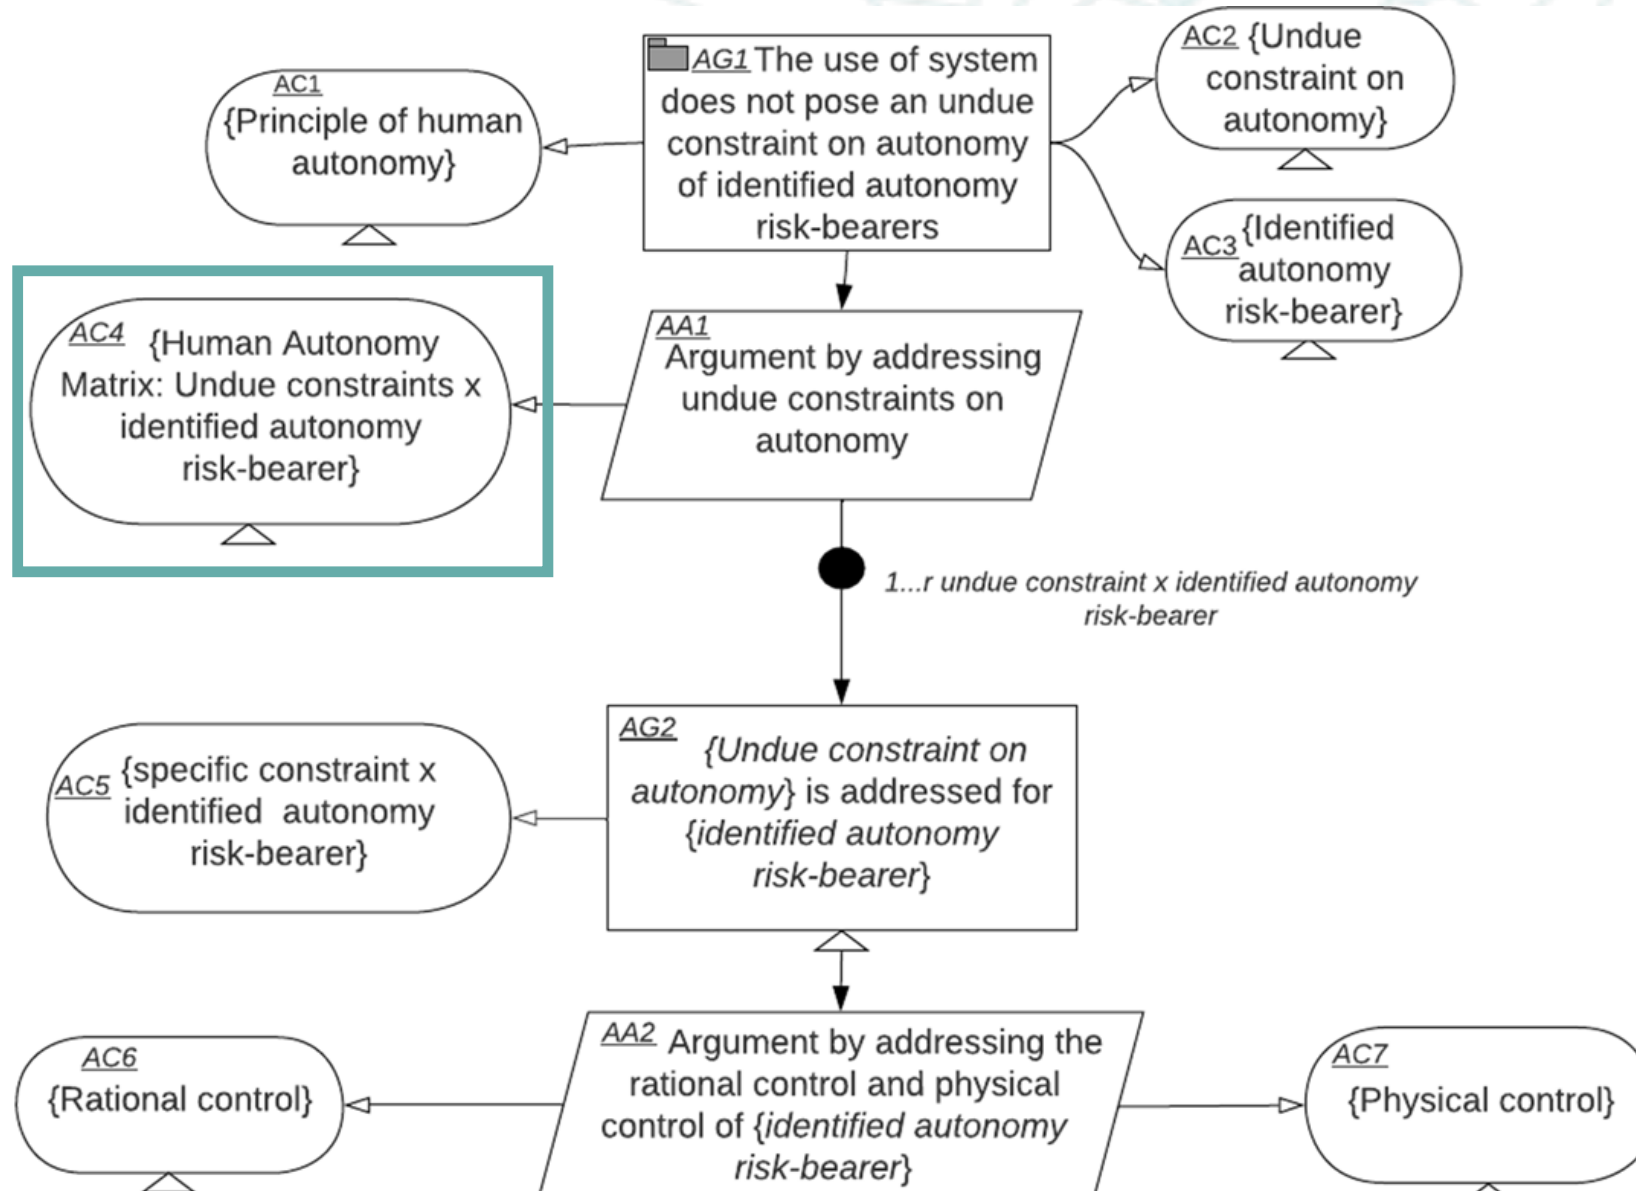 AC1
{Principle of human
autonomy}
AG1 The use of system
does not pose an undue
constraint on autonomy
of identified autonomy
risk-bearers
AC2 {Undue
constraint on
autonomy}
AC3 {Identified
autonomy
risk-bearer}
AC4 {Human Autonomy
Matrix: Undue constraints x
identified autonomy
risk-bearer}
AA1
Argument by addressing
undue constraints on
autonomy
1...r undue constraint x identified autonomy
risk-bearer
AC5 {specific constraint x
identified autonomy
risk-bearer}
AG2
{Undue constraint on
autonomy} is addressed for
{identified autonomy
risk-bearer}
AC6
{Rational control}
AA2 Argument by addressing the
rational control and physical
control of {identified autonomy
risk-bearer}
AC7
{Physical control}